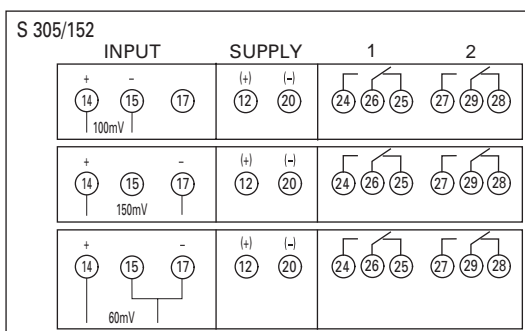 S 305/152
INPUT SUPPLY 1 2
+ – (+) (–)
14 15 17 12 20 24 26 25 27 29 28
100mV
+ – (+) (–)
14 15 17 12 20 24 26 25 27 29 28
150mV
+ – (+) (–)
14 15 17 12 20 24 26 25 27 29 28
60mV